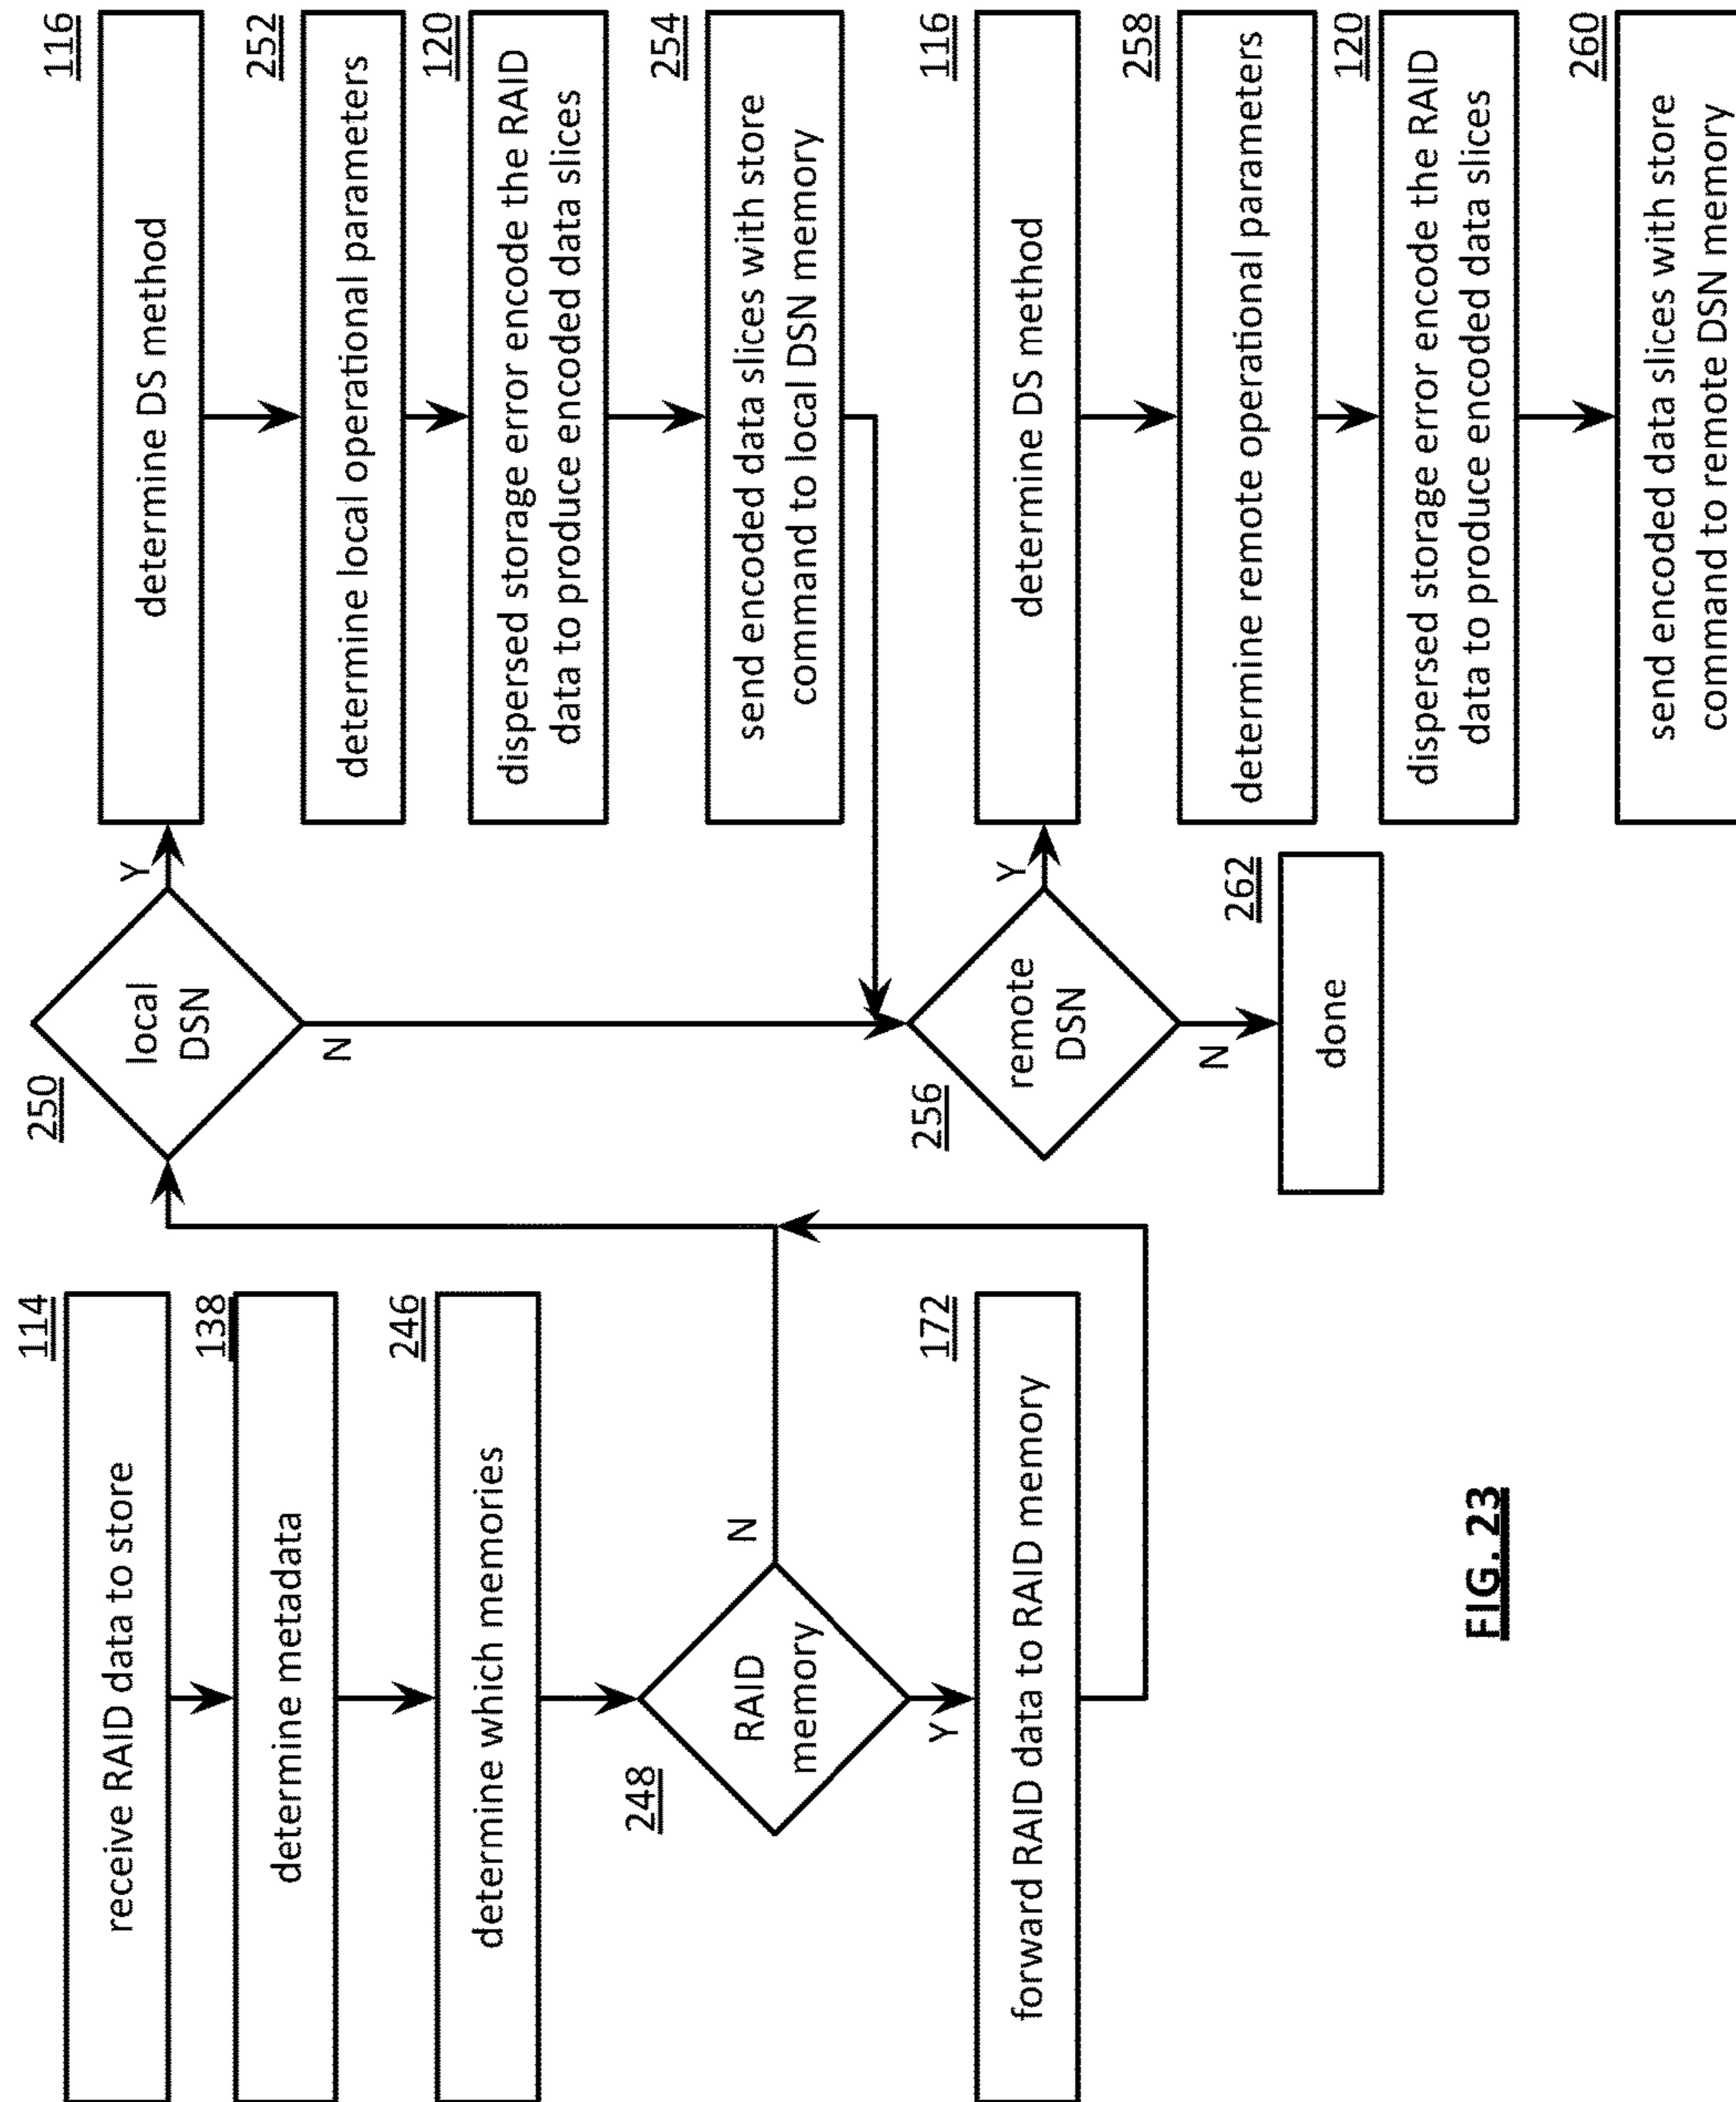 114
receive RAID data to store
138
determine metadata
246
determine which memories
248
RAID
memory
N
Y
172
forward RAID data to RAID memory
250
local
DSN
Y
N
116
determine DS method
252
determine local operational parameters
120
dispersed storage error encode the RAID
data to produce encoded data slices
254
send encoded data slices with store
command to local DSN memory
256
remote
DSN
Y
N
262
done
116
determine DS method
258
determine remote operational parameters
120
dispersed storage error encode the RAID
data to produce encoded data slices
260
send encoded data slices with store
command to remote DSN memory
FIG. 23